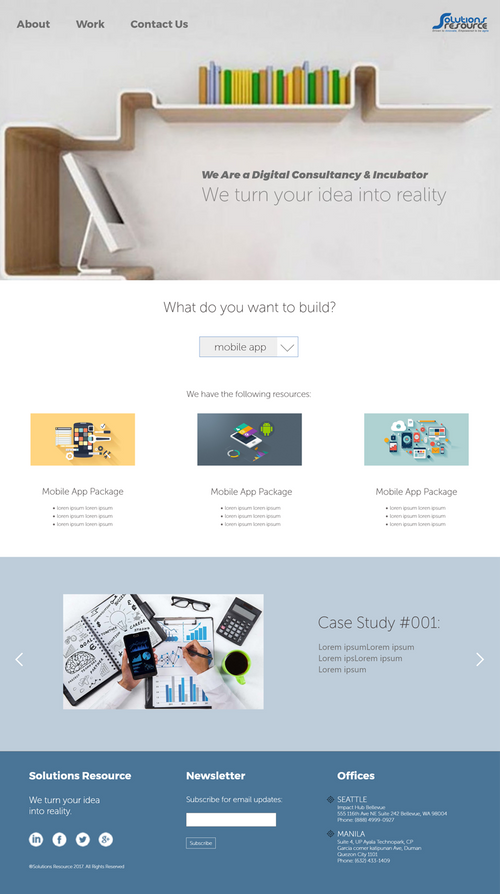 About Work Contact Us
Solutions
resource
We Are a Digital Consultancy & Incubator
We turn your idea into reality
What do you want to build?
mobile app
We have the following resources:
Mobile App Package
• lorem ipsum lorem ipsum
• lorem ipsum lorem ipsum
• lorem ipsum lorem ipsum
Mobile App Package
• lorem ipsum lorem ipsum
• lorem ipsum lorem ipsum
• lorem ipsum lorem ipsum
Mobile App Package
• lorem ipsum lorem ipsum
• lorem ipsum lorem ipsum
• lorem ipsum lorem ipsum
Case Study #001:
Lorem ipsumLorem ipsum
Lorem ipsLorem ipsum
Lorem ipsum
Solutions Resource
We turn your idea
into reality.
©Solutions Resource 2017. All Rights Reserved
Newsletter
Subscribe for email updates:
Subscribe
Offices
SEATTLE
Impact Hub Bellevue
555 116th Ave NE Suite 242 Bellevue, WA 98004
Phone: (888) 4999-0927
MANILA
Suite 4, UP Ayala Technopark, CP
Garcia corner katipunan Ave., Duman
Quezon City 1101
Phone: (632) 433-1409